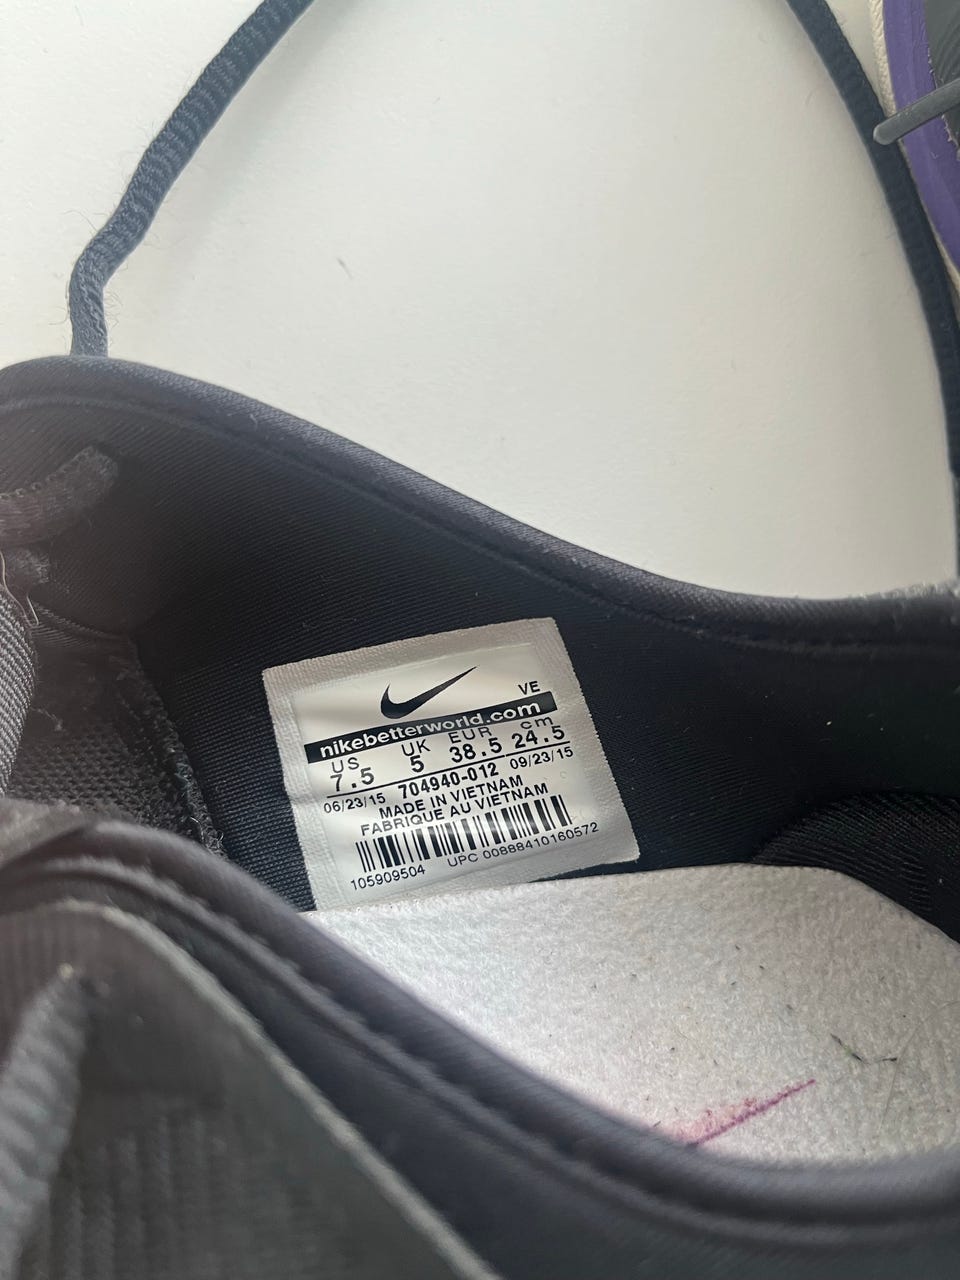 VE
nikebetterworld.com
US UK EUR cm
7.5 5 38.5 24.5
06/23/15 704940-012 09/23/15
MADE IN VIETNAM
FABRIQUE AU VIETNAM
105909504 UPC 00888410160572